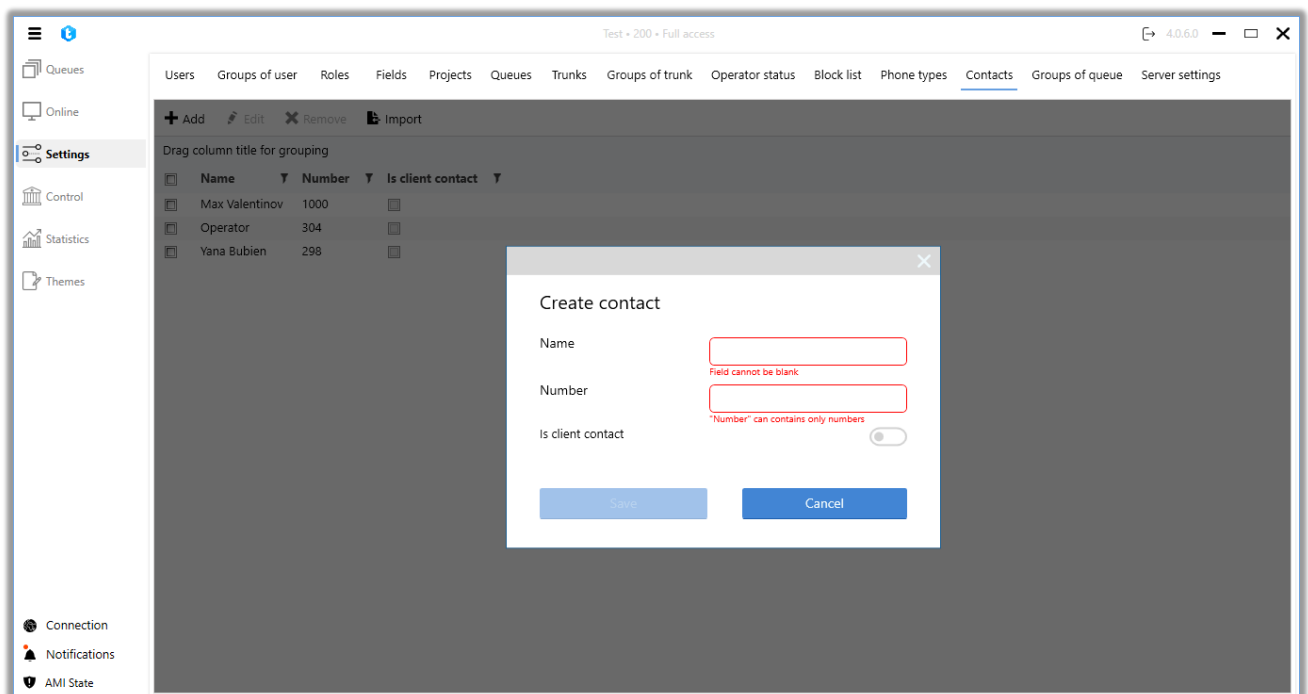 Test • 200 • Full access
4.0.6.0
Queues
Online
Settings
Control
Statistics
Themes
Connection
Notifications
AMI State
Users Groups of user Roles Fields Projects Queues Trunks Groups of trunk Operator status Block list Phone types Contacts Groups of queue Server settings
Add Edit Remove Import
Drag column title for grouping
Name Number Is client contact
Max Valentinov 1000
Operator 304
Yana Bubien 298
Create contact
Name
Field cannot be blank
Number
"Number" can contains only numbers
Is client contact
Save Cancel